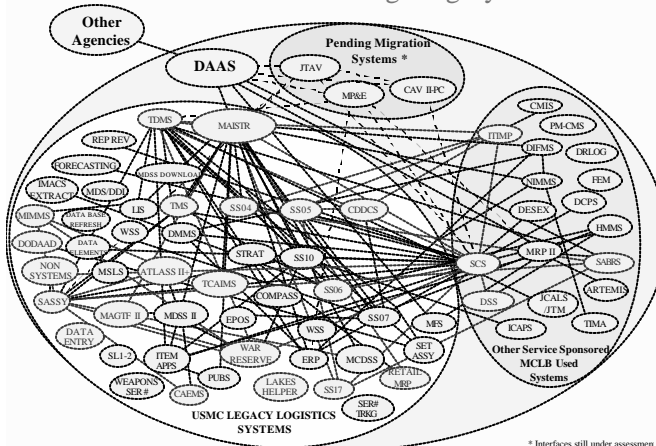 Other
Agencies
DAAS
Pending Migration
Systems *
JTAV
MP&E
CAV II-PC
TDMS
MAISTR
ITIMP
CMIS
PM-CMS
DIFMS
DRLOG
REP REV
FORECASTING
MDSS DOWNLOAD
NIMMS
FEM
IMACS
EXTRACT
MDS/DDI
LIS
TMS
SS04
SS05
CDDCS
DESEX
DCPS
MIMMS
DATA BASE
REFRESH
WSS
DMMS
HMMS
DODAAD
DATA
ELEMENT
STRAT
SS10
MRP II
NON
SYSTEMS
MSLS
ATLASS II+
SCS
SABRS
SASSY
TCAIMS
COMPASS
SS06
DSS
JCALS
/JTM
ARTEMIS
MAGTF II
MDSS II
EPOS
WSS
SS07
MFS
ICAPS
TIMA
DATA
ENTRY
SL1-2
ITEM
APPS
WAR
RESERVE
ERP
MCDSS
SET
ASSY
Other Service Sponsored
MCLB Used
Systems
WEAPONS
SER #
CAEMS
PUBS
LAKES
HELPER
SS17
RETAIL
MRP
SER#
TRKG
USMC LEGACY LOGISTICS
SYSTEMS
* Interfaces still under assessment